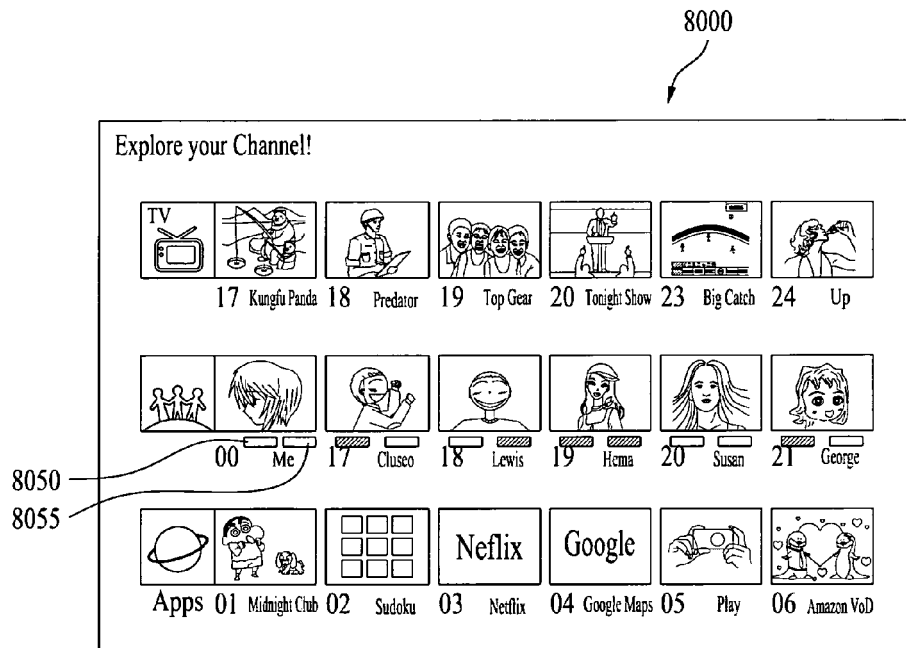 8000
Explore your Channel!
TV
17 Kungfu Panda 18 Predator 19 Top Gear 20 Tonight Show 23 Big Catch 24 Up
8050
8055
00 Me 17 Cluseo 18 Lewis 19 Hema 20 Susan 21 George
Neflix Google
Apps 01 Midnight Club 02 Sudoku 03 Netflix 04 Google Maps 05 Play 06 Amazon VoD